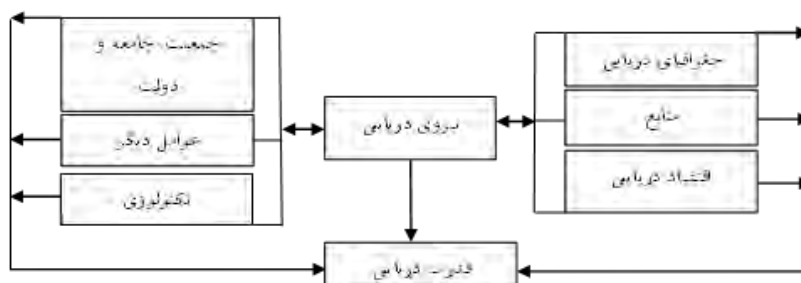 جمعیت، جامعه و
دولت
عوامل دیگر
تکنولوژی
نیروی دریایی
قدرت دریایی
جغرافیای دریایی
منابع
اقتصاد دریایی